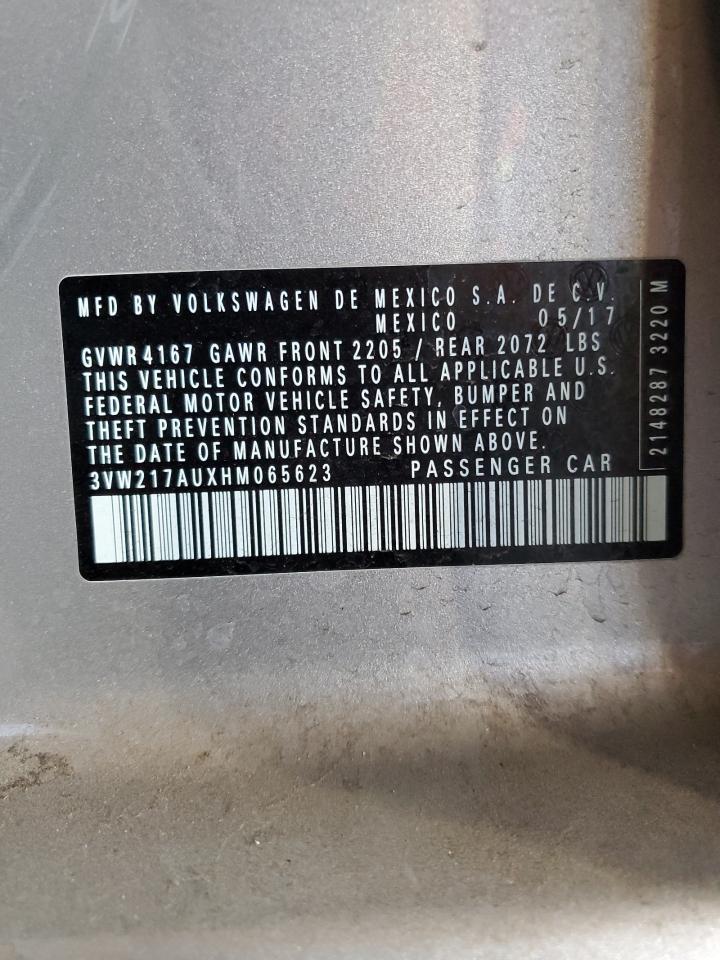 MFD BY VOLKSWAGEN DE MEXICO S.A. DE C.V.
MEXICO 05/17
GVWR 4167 GAWR FRONT 2205 / REAR 2072 LBS
THIS VEHICLE CONFORMS TO ALL APPLICABLE U.S.
FEDERAL MOTOR VEHICLE SAFETY, BUMPER AND
THEFT PREVENTION STANDARDS IN EFFECT ON
THE DATE OF MANUFACTURE SHOWN ABOVE.
3VW217AUXHM065623 PASSENGER CAR
2148287 3220 M